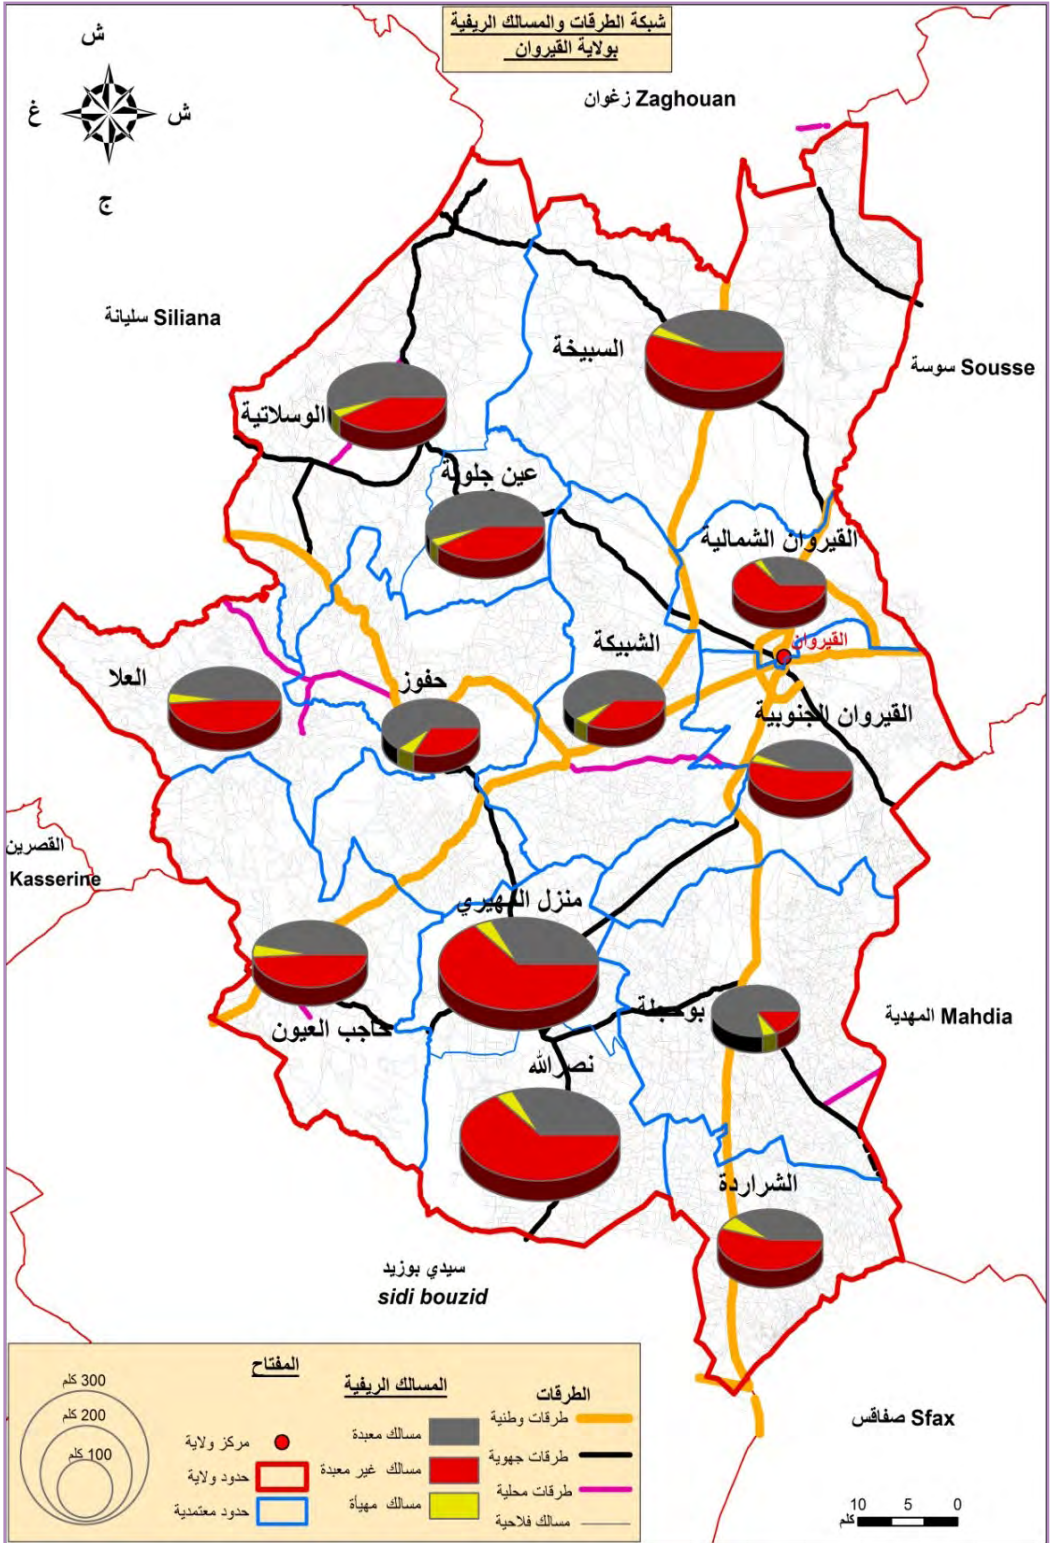 شبكة الطرقات والمسالك الريفية
بولاية القيروان
ش
غ
ش
ج
زغوان Zaghouan
سليانة Siliana
سوسة Sousse
السبيخة
الوسلاتية
عين جلولة
القيروان الشمالية
القيروان
الشبيكة
حفوز
العلا
القيروان الجنوبية
القصرين
Kasserine
منزل المهيري
بوحجلة
المهدية Mahdia
حاجب العيون
نصرالله
الشراردة
سيدي بوزيد
sidi bouzid
صفاقس Sfax
المفتاح
300 كلم
200 كلم
100 كلم
مركز ولاية
حدود ولاية
حدود معتمدية
المسالك الريفية
مسالك معبدة
مسالك غير معبدة
مسالك مهيأة
الطرقات
طرقات وطنية
طرقات جهوية
طرقات محلية
مسالك فلاحية
10 5 0
كلم